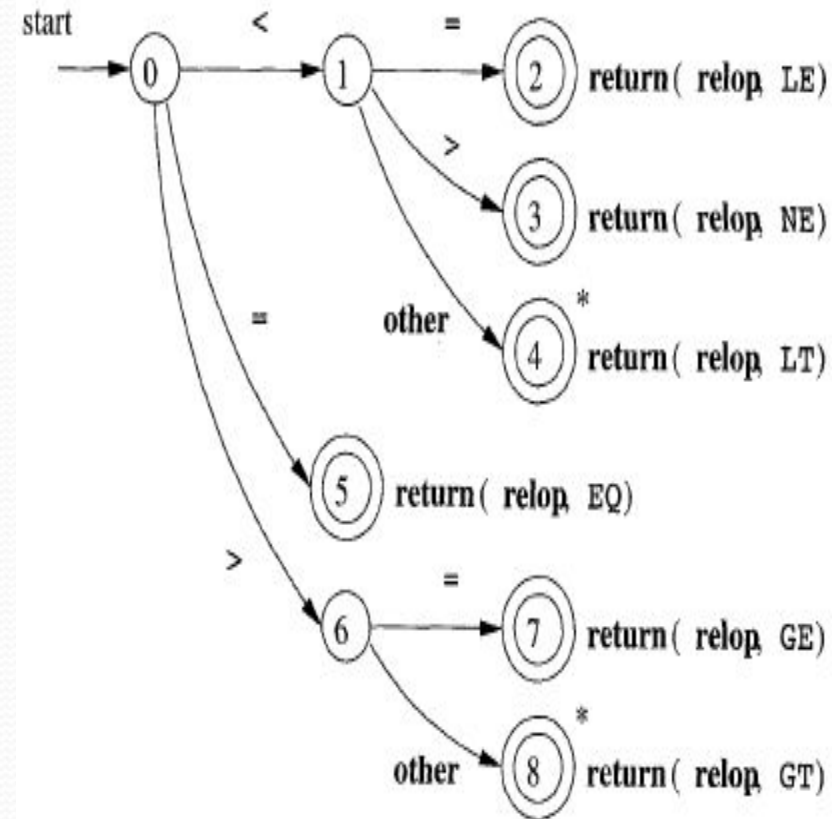 start
<
=
0
1
2
return( relop, LE)
>
3
return( relop, NE)
*
=
other
4
return( relop, LT)
5
return( relop, EQ)
>
=
6
7
return( relop, GE)
*
other
8
return( relop, GT)